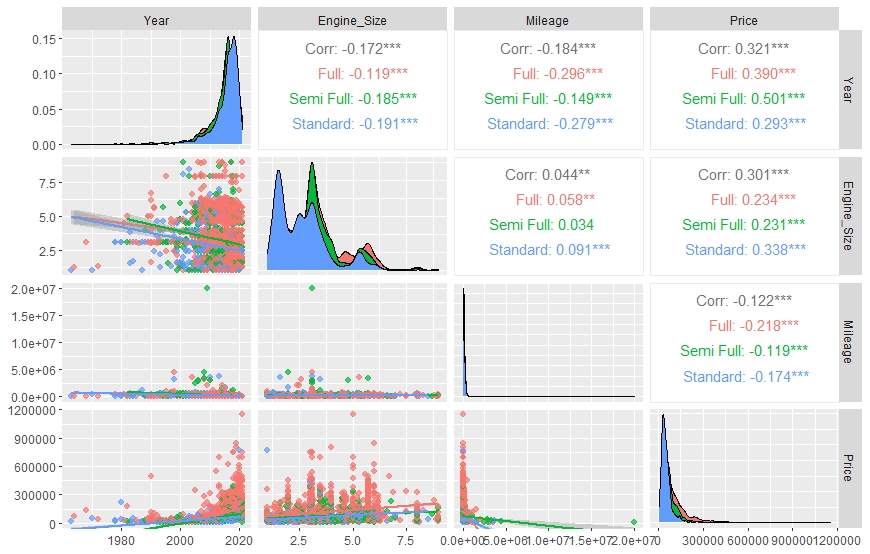 Year Engine_Size Mileage Price
0.15
0.10
0.05
0.00
Corr: -0.172***
Full: -0.119***
Semi Full: -0.185***
Standard: -0.191***
Corr: -0.184***
Full: -0.296***
Semi Full: -0.149***
Standard: -0.279***
Corr: 0.321***
Full: 0.390***
Semi Full: 0.501***
Standard: 0.293***
Year
7.5
5.0
2.5
Corr: 0.044**
Full: 0.058**
Semi Full: 0.034
Standard: 0.091***
Corr: 0.301***
Full: 0.234***
Semi Full: 0.231***
Standard: 0.338***
Engine_Size
2.0e+07
1.5e+07
1.0e+07
5.0e+06
0.0e+00
Corr: -0.122***
Full: -0.218***
Semi Full: -0.119***
Standard: -0.174***
Mileage
1200000
900000
600000
300000
0
Price
1980 2000 2020
2.5 5.0 7.5
0.0e+005.0e+061.0e+071.5e+072.0e+07
0 300000 600000 9000001200000